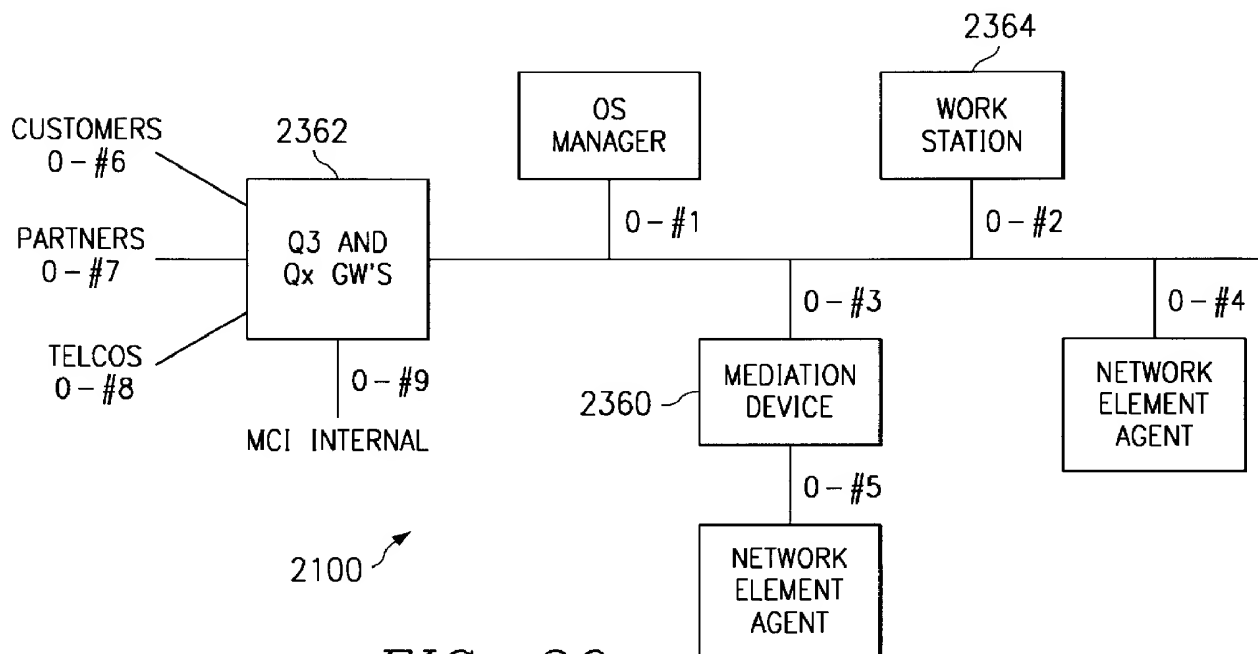 2364
OS
MANAGER
WORK
STATION
CUSTOMERS
0-#6
2362
PARTNERS
0-#7
Q3 AND
Qx GW'S
0-#1
0-#2
TELCOS
0-#8
0-#9
MCI INTERNAL
0-#3
0-#4
2360
MEDIATION
DEVICE
NETWORK
ELEMENT
AGENT
0-#5
2100
NETWORK
ELEMENT
AGENT